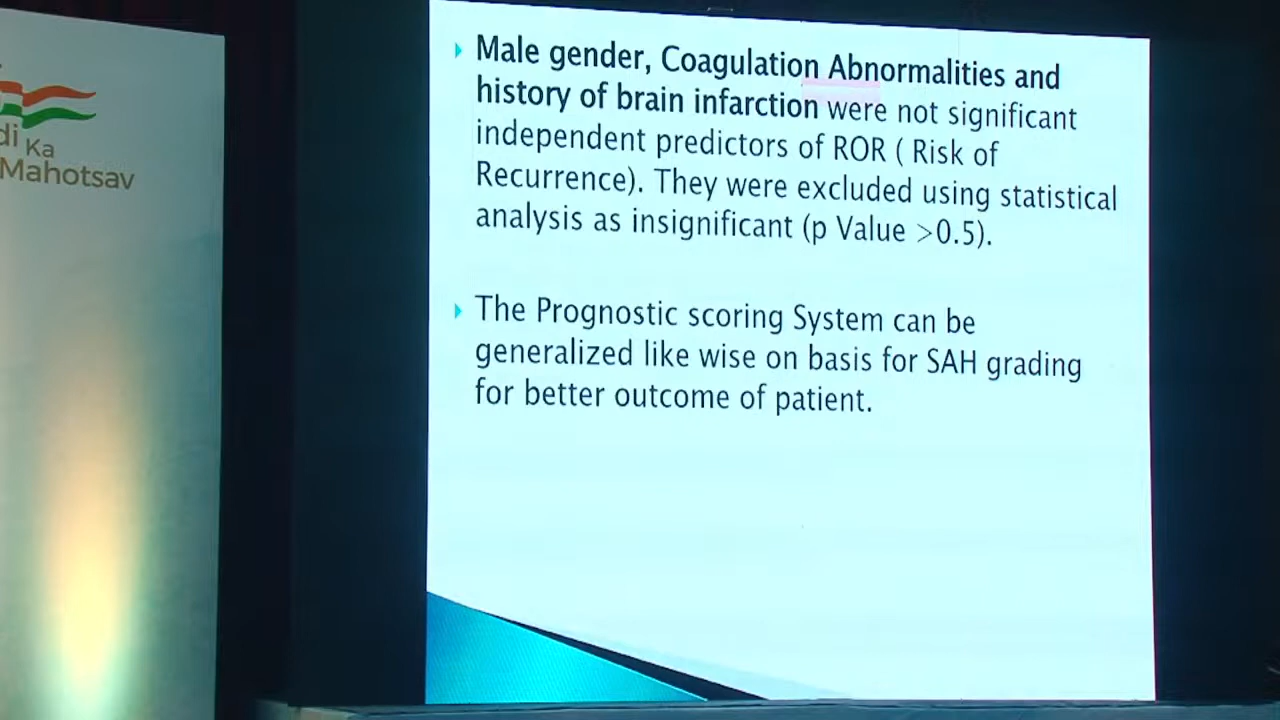 di Ka
Mahotsav
Male gender, Coagulation Abnormalities and
history of brain infarction were not significant
independent predictors of ROR ( Risk of
Recurrence). They were excluded using statistical
analysis as insignificant (p Value >0.5).
The Prognostic scoring System can be
generalized like wise on basis for SAH grading
for better outcome of patient.